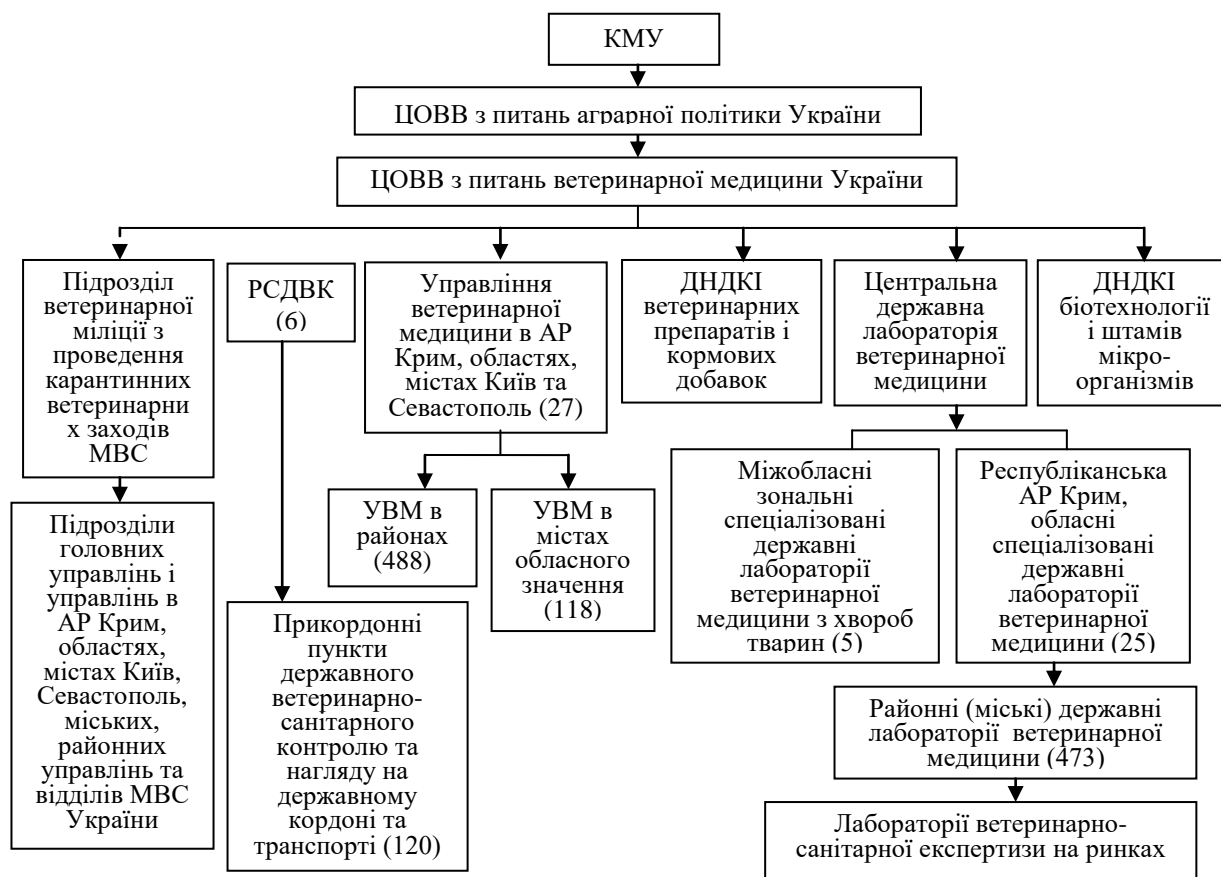 КМУ
ЦОВВ з питань аграрної політики України
ЦОВВ з питань ветеринарної медицини України
Підрозділ
ветеринарної
міліції з
проведення
карантинних
ветеринарни
х заходів
МВС
РСДВК
(6)
Управління
ветеринарної
медицини в АР
Крим, областях,
містах Київ та
Севастополь (27)
ДНДКІ
ветеринарних
препаратів і
кормових
добавок
Центральна
державна
лабораторія
ветеринарної
медицини
ДНДКІ
біотехнології
і штамів
мікро-
організмів
Підрозділи
головних
управлінь і
управлінь в
АР Крим,
областях,
містах Київ,
Севастополь,
міських,
районних
управлінь та
відділів МВС
України
Прикордонні
пункти
державного
ветеринарно-
санітарного
контролю та
нагляду на
державному
кордоні та
транспорті (120)
УВМ в
районах
(488)
УВМ в
містах
обласного
значення
(118)
Міжобласні
зональні
спеціалізовані
державні
лабораторії
ветеринарної
медицини з хвороб
тварин (5)
Республіканська
АР Крим,
обласні
спеціалізовані
державні
лабораторії
ветеринарної
медицини (25)
Районні (міські) державні
лабораторії ветеринарної
медицини (473)
Лабораторії ветеринарно-
санітарної експертизи на ринках